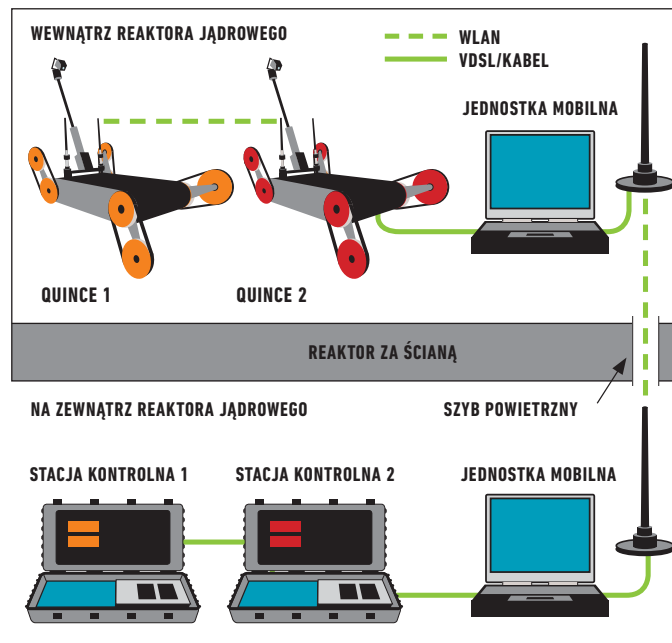 WEWNĄTRZ REAKTORA JĄDROWEGO
WLAN
VDSL/KABEL
JEDNOSTKA MOBILNA
QUINCE 1
QUINCE 2
REAKTOR ZA ŚCIANĄ
NA ZEWNĄTRZ REAKTORA JĄDROWEGO
SZYB POWIETRZNY
STACJA KONTROLNA 1
STACJA KONTROLNA 2
JEDNOSTKA MOBILNA